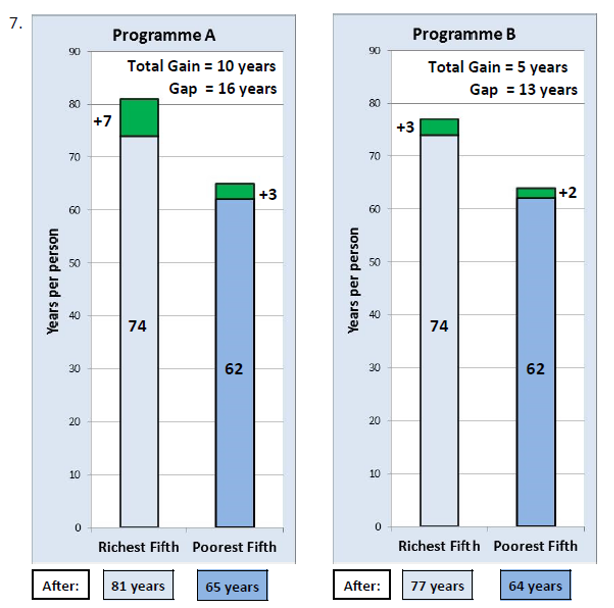 7.
Programme A
Total Gain = 10 years
Gap = 16 years
90
80
70
60
50
40
30
20
10
0
Years per person
+7
+3
74
62
Richest Fifth Poorest Fifth
After: 81 years 65 years
Programme B
Total Gain = 5 years
Gap = 13 years
90
80
70
60
50
40
30
20
10
0
Years per person
+3
+2
74
62
Richest Fifth Poorest Fifth
After: 77 years 64 years